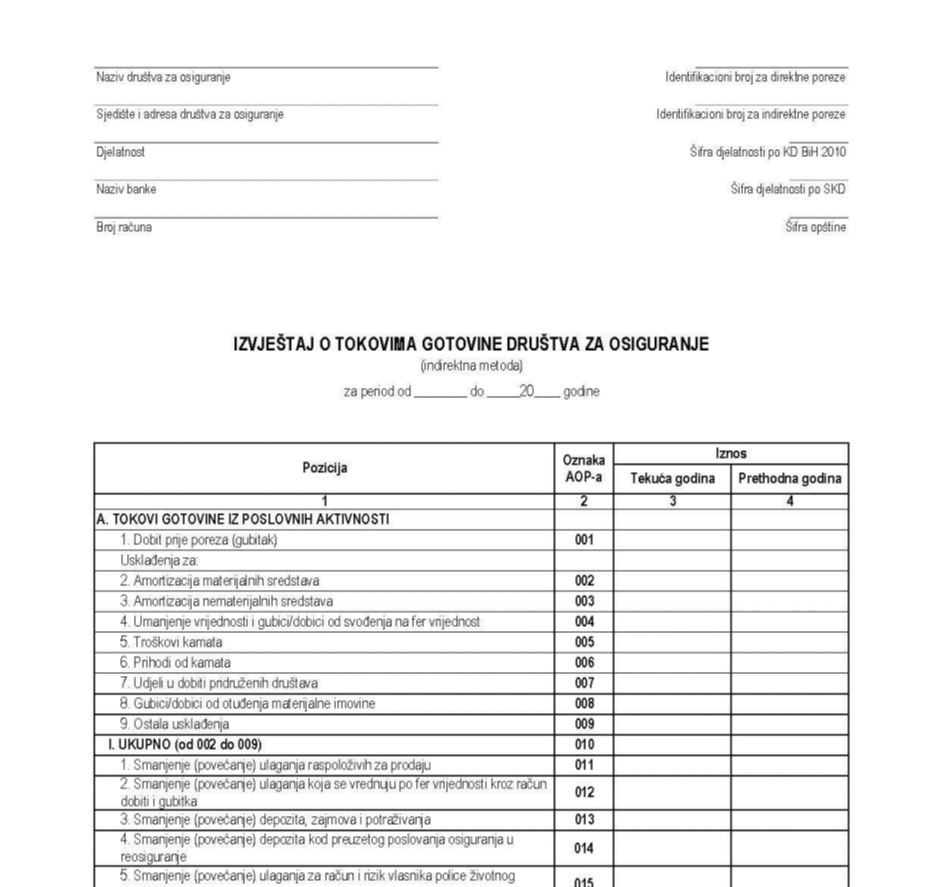 Naziv društva za osiguranje
Identifikacioni broj za direktne poreze
Sjedište i adresa društva za osiguranje
Identifikacioni broj za indirektne poreze
Djelatnost
Šifra djelatnosti po KD BiH 2010
Naziv banke
Šifra djelatnosti po SKD
Broj računa
Šifra opštine
IZVJEŠTAJ O TOKOVIMA GOTOVINE DRUŠTVA ZA OSIGURANJE
(indirektna metoda)
za period od ________ do _____20____ godine
Pozicija
Oznaka
AOP-a
Iznos
Tekuća godina
Prethodna godina
1 2 3 4
A. TOKOVI GOTOVINE IZ POSLOVNIH AKTIVNOSTI
1. Dobit prije poreza (gubitak) 001
Usklađenja za:
2. Amortizacija materijalnih sredstava 002
3. Amortizacija nematerijalnih sredstava 003
4. Umanjenje vrijednosti i gubici/dobici od svođenja na fer vrijednost 004
5. Troškovi kamata 005
6. Prihodi od kamata 006
7. Udjeli u dobiti pridruženih društava 007
8. Gubici/dobici od otuđenja materijalne imovine 008
9. Ostala usklađenja 009
I. UKUPNO (od 002 do 009) 010
1. Smanjenje (povećanje) ulaganja raspoloživih za prodaju 011
2. Smanjenje (povećanje) ulaganja koja se vrednuju po fer vrijednosti kroz račun
dobiti i gubitka 012
3. Smanjenje (povećanje) depozita, zajmova i potraživanja 013
4. Smanjenje (povećanje) depozita kod preuzetog poslovanja osiguranja u
reosiguranje 014
5. Smanjenje (povećanje) ulaganja za račun i rizik vlasnika police životnog
015